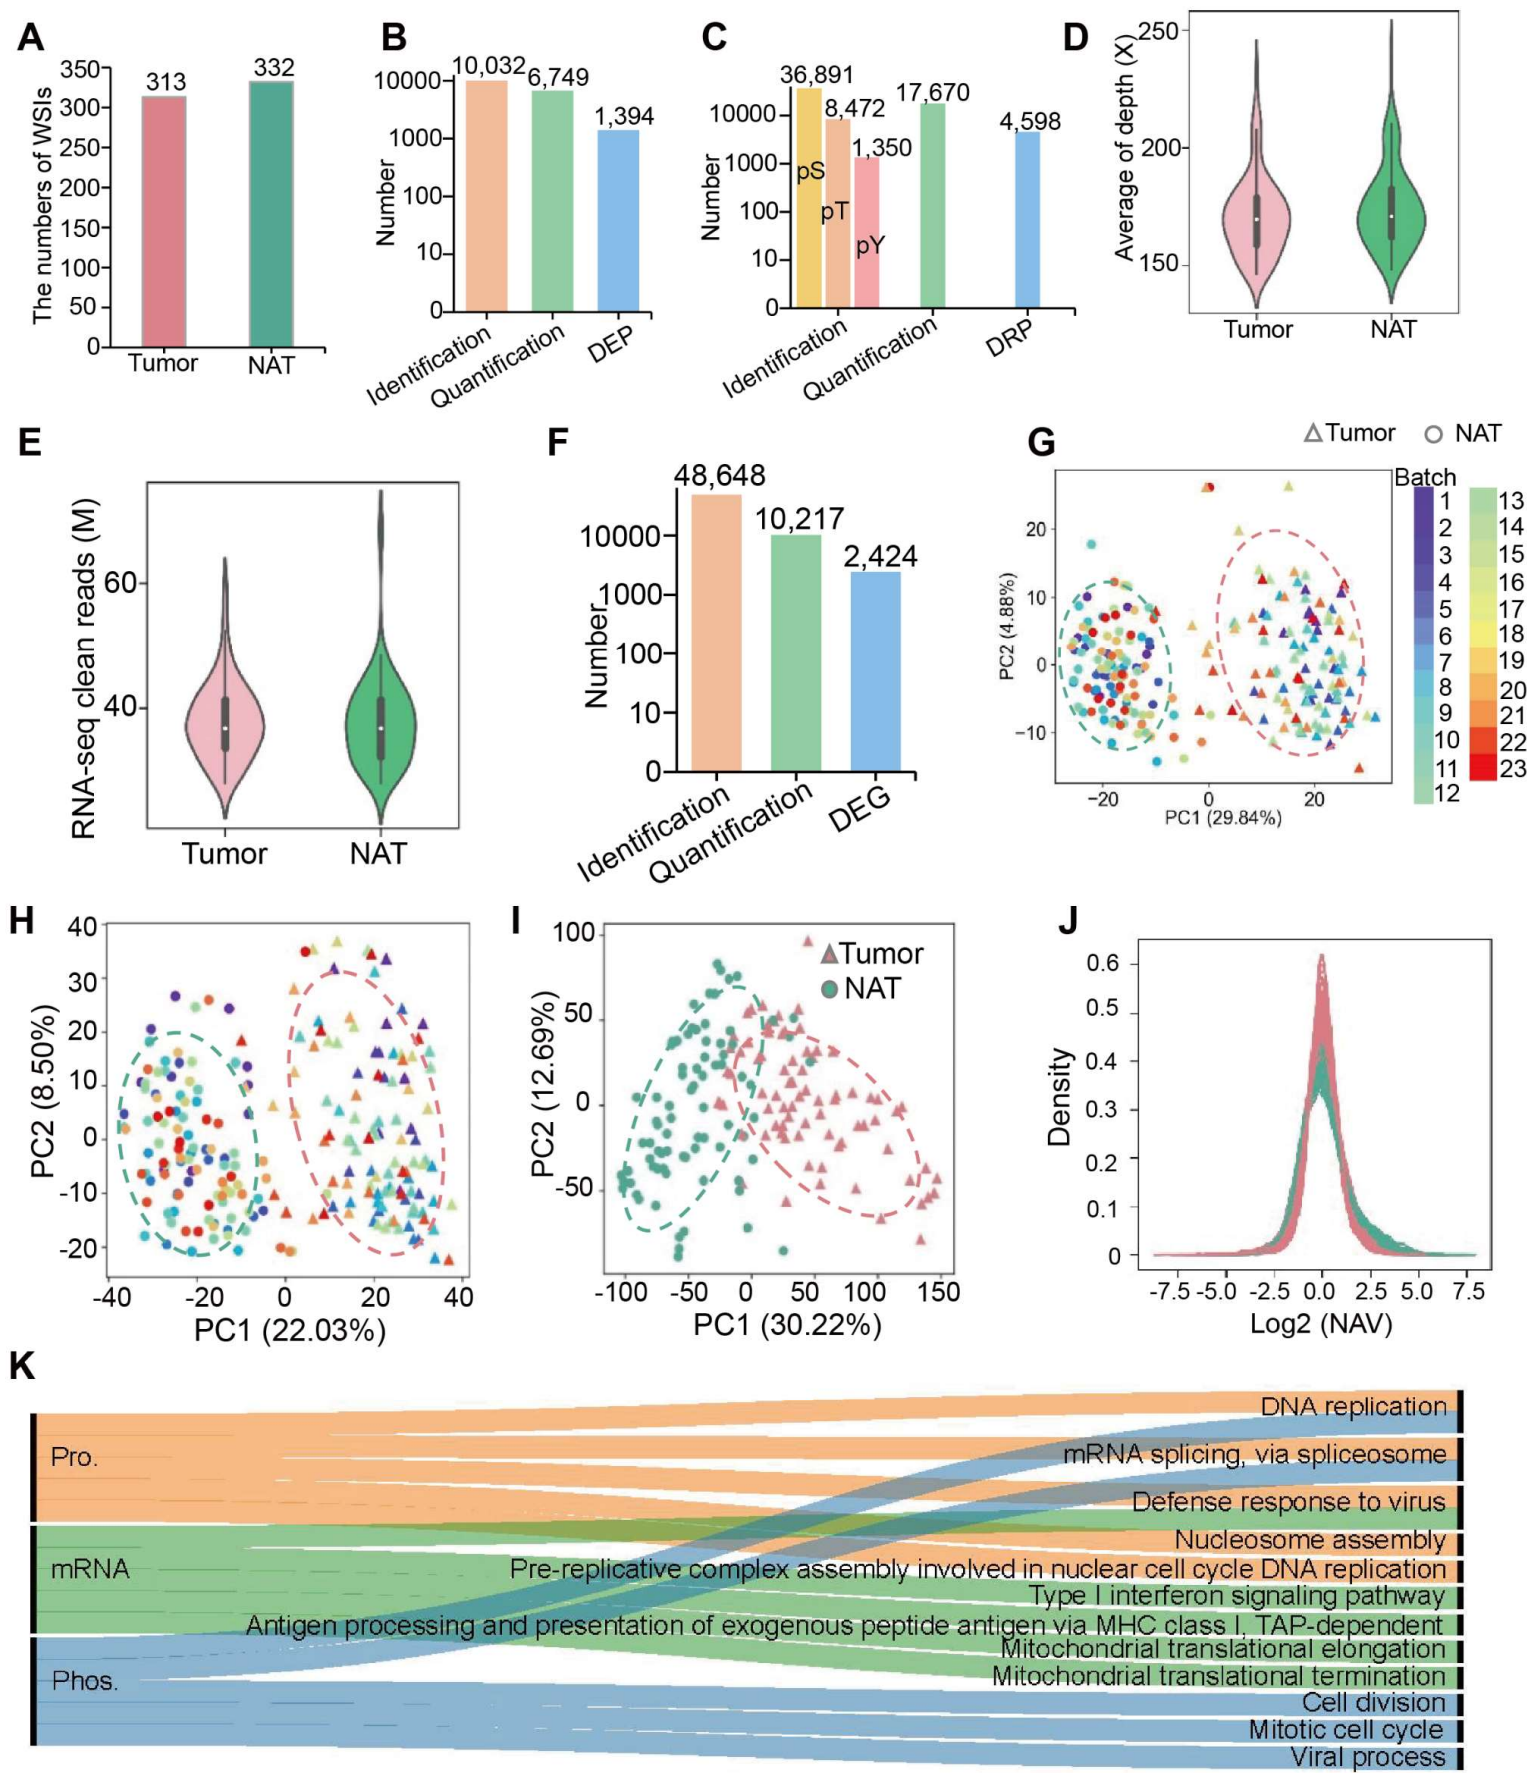 A
The numbers of WSIs
350
300
250
200
150
100
50
0
313
332
Tumor
NAT
B
Number
10000
1000
100
10
0
10,032
6,749
1,394
Identification
Quantification
DEP
C
Number
10000
1000
100
10
0
36,891
8,472
1,350
17,670
4,598
pS
pT
pY
Identification
Quantification
DRP
D
Average of depth (X)
250
200
150
Tumor
NAT
E
RNA-seq clean reads (M)
60
40
Tumor
NAT
F
Number
10000
1000
100
10
0
48,648
10,217
2,424
Identification
Quantification
DEG
G
Tumor
NAT
Batch
1
2
3
4
5
6
7
8
9
10
11
12
13
14
15
16
17
18
19
20
21
22
23
PC2 (4.88%)
20
10
0
−10
−20
0
20
PC1 (29.84%)
H
PC2 (8.50%)
40
30
20
10
0
-10
-20
-40
-20
0
20
40
PC1 (22.03%)
I
PC2 (12.69%)
100
50
0
-50
Tumor
NAT
-100
-50
0
50
100
150
PC1 (30.22%)
J
Density
0.6
0.5
0.4
0.3
0.2
0.1
0
-7.5
-5.0
-2.5
0.0
2.5
5.0
7.5
Log2 (NAV)
K
Pro.
mRNA
Phos.
DNA replication
mRNA splicing, via spliceosome
Defense response to virus
Nucleosome assembly
Pre-replicative complex assembly involved in nuclear cell cycle DNA replication
Type I interferon signaling pathway
Antigen processing and presentation of exogenous peptide antigen via MHC class I, TAP-dependent
Mitochondrial translational elongation
Mitochondrial translational termination
Cell division
Mitotic cell cycle
Viral process